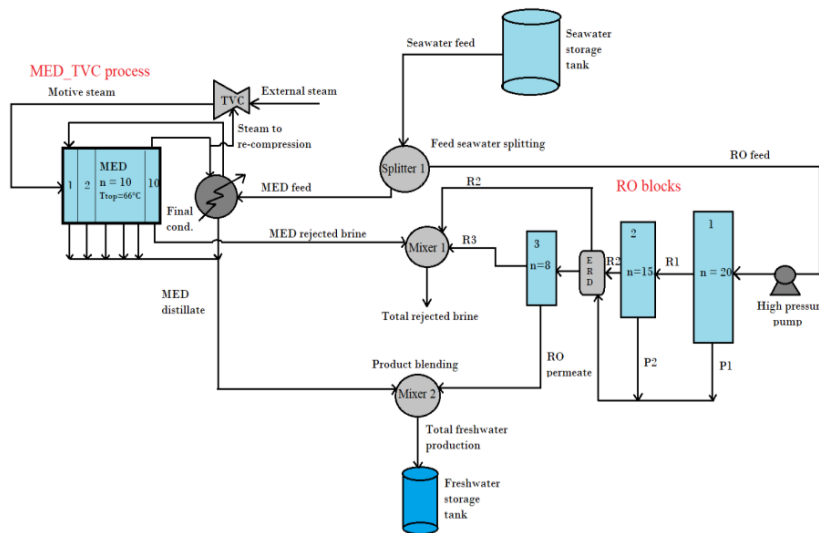 Seawater feed
Seawater
storage
tank
MED_TVC process
Motive steam
TVC
External steam
Steam to
re-compression
MED
n = 10
Ttop=66°C
1
2
10
Final
cond.
MED feed
Splitter 1
Feed seawater splitting
RO feed
RO blocks
R2
MED rejected brine
Mixer 1
R3
Total rejected brine
3
n=8
E
R
D
R2
2
n=15
R1
1
n = 20
High pressure
pump
MED
distillate
RO
permeate
P2
P1
Product blending
Mixer 2
Total freshwater
production
Freshwater
storage
tank